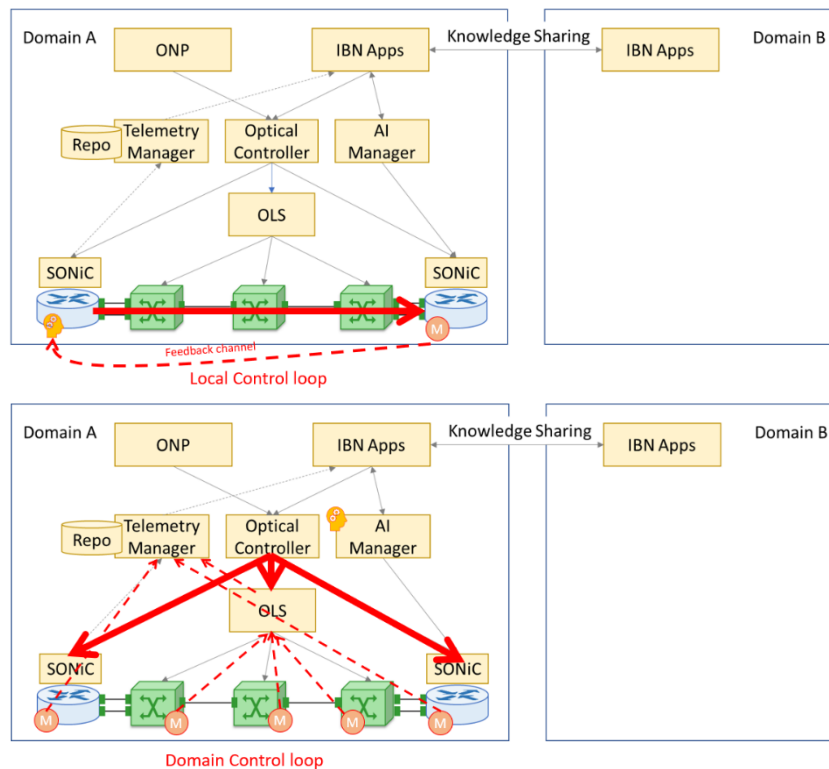 Domain A
ONP
IBN Apps
Knowledge Sharing
IBN Apps
Domain B
Repo
Telemetry
Manager
Optical
Controller
AI
Manager
OLS
SONiC
SONiC
M
Feedback channel
Local Control loop
Domain A
ONP
IBN Apps
Knowledge Sharing
IBN Apps
Domain B
Repo
Telemetry
Manager
Optical
Controller
AI
Manager
OLS
SONiC
SONiC
M
M
M
M
M
Domain Control loop